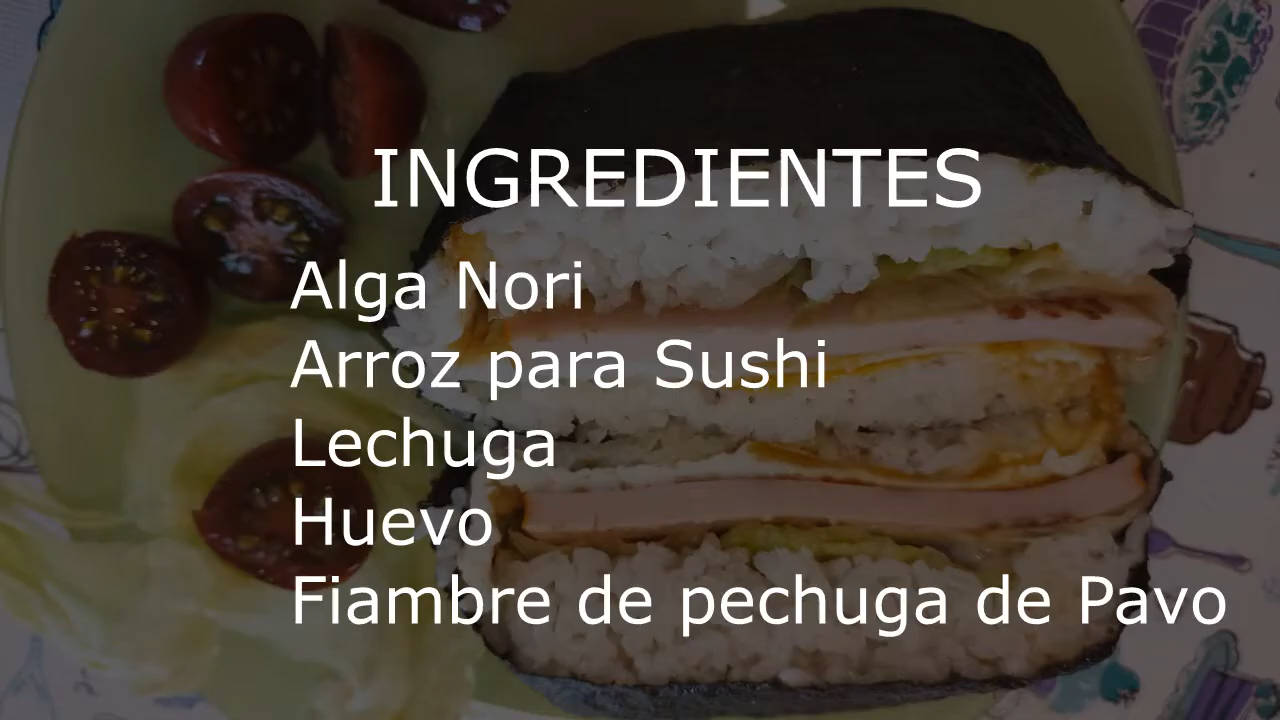 INGREDIENTES
Alga Nori
Arroz para Sushi
Lechuga
Huevo
Fiambre de pechuga de Pavo